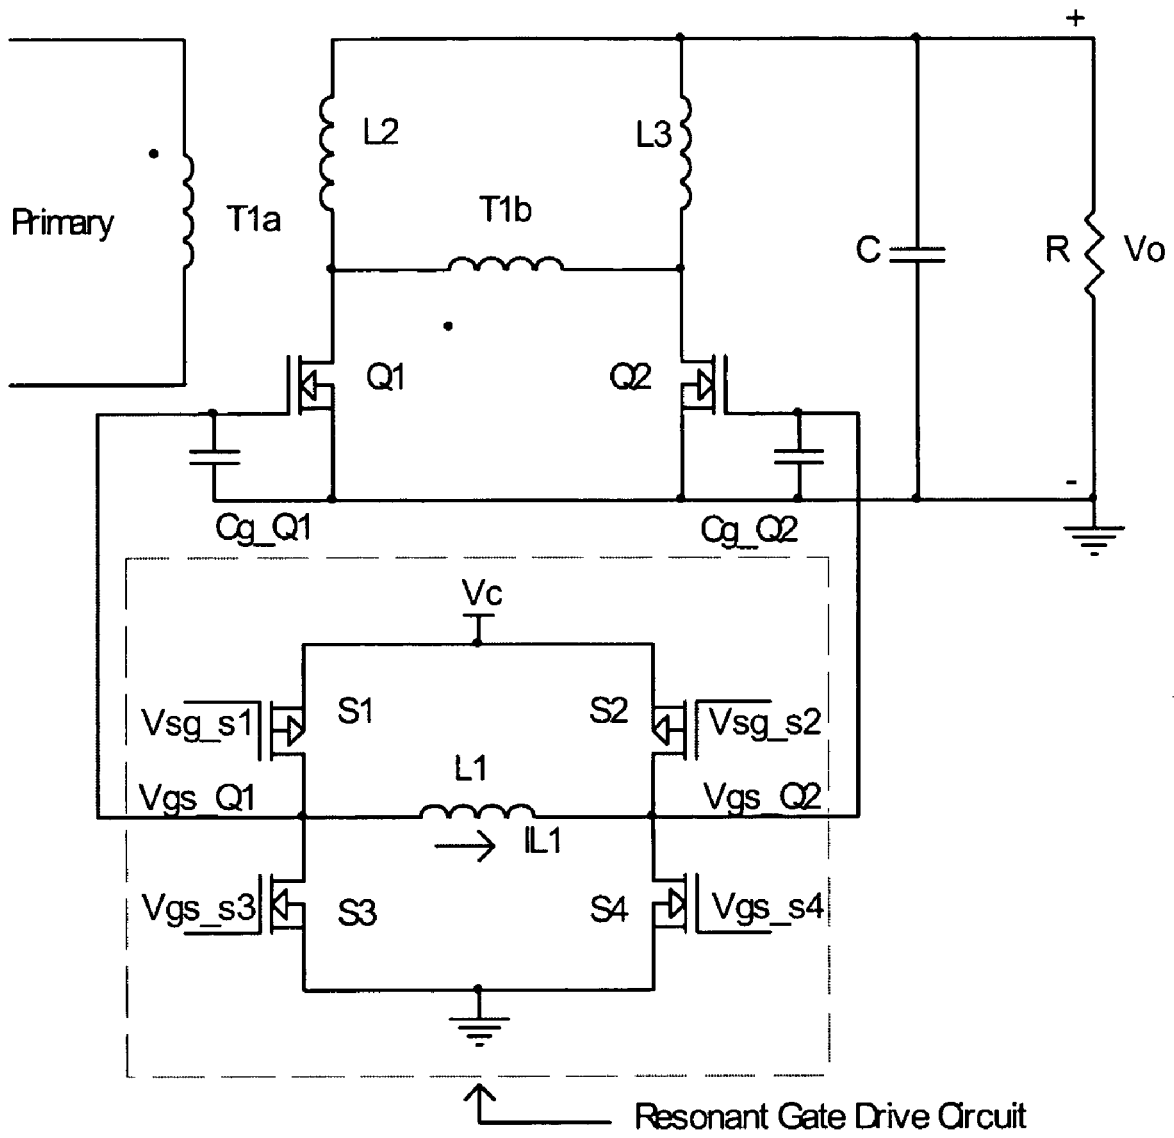 +
L2
L3
T1b
Primary
T1a
C
R
Vo
Q1
Q2
-
Cg_Q1
Cg_Q2
Vc
S1
S2
Vsg_s1
Vsg_s2
L1
Vgs_Q1
Vgs_Q2
IL1
Vgs_s3
S3
S4
Vgs_s4
Resonant Gate Drive Circuit